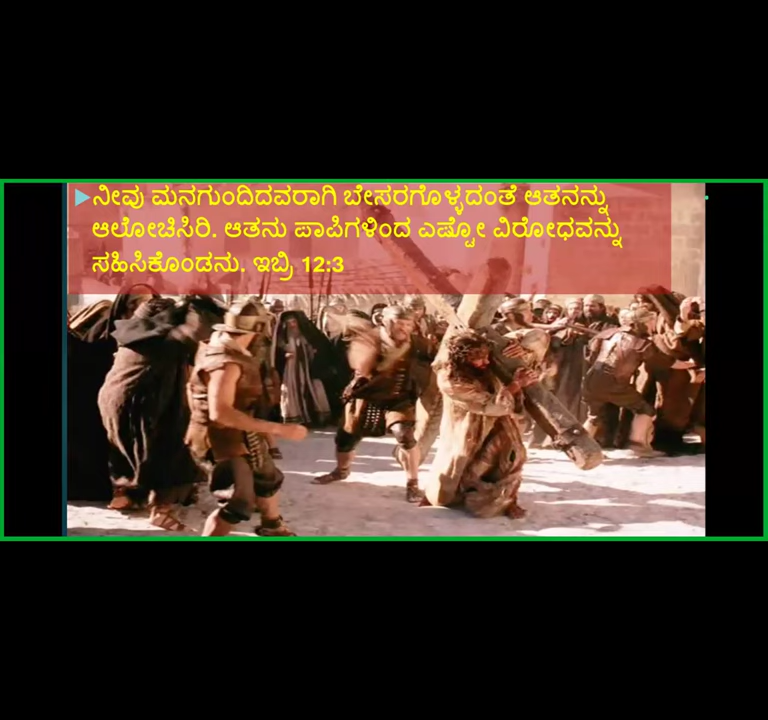 ನೀವು ಮನಗುಂದಿದವರಾಗಿ ಬೇಸರಗೊಳ್ಳದಂತೆ ಆತನನ್ನು
ಆಲೋಚಿಸಿರಿ. ಆತನು ಪಾಪಿಗಳಿಂದ ಎಷ್ಟೋ ವಿರೋಧವನ್ನು
ಸಹಿಸಿಕೊಂಡನು. ಇಬ್ರಿ 12:3